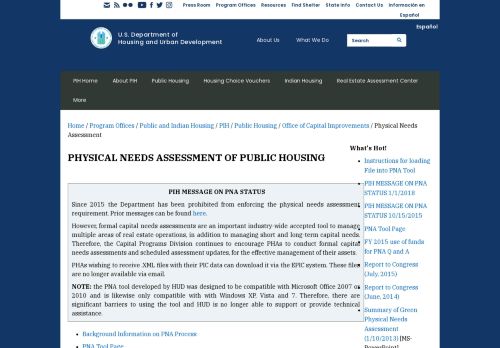 Press Room Program Offices Resources Find Shelter State Info Contact Us Información en Español
Español
U.S. Department of
Housing and Urban Development
About Us What We Do
Search
PIH Home About PIH Public Housing Housing Choice Vouchers Indian Housing Real Estate Assessment Center
More
Home / Program Offices / Public and Indian Housing / PIH / Public Housing / Office of Capital Improvements / Physical Needs
Assessment
PHYSICAL NEEDS ASSESSMENT OF PUBLIC HOUSING
PIH MESSAGE ON PNA STATUS
Since 2015 the Department has been prohibited from enforcing the physical needs assessment
requirement. Prior messages can be found here.
However, formal capital needs assessments are an important industry-wide accepted tool to manage
multiple areas of real estate operations, in addition to managing short and long-term capital needs.
Therefore, the Capital Programs Division continues to encourage PHAs to conduct formal capital
needs assessments and scheduled assessment updates, for the effective management of their assets.
PHAs wishing to receive .XML files with their PIC data can download it via the EPIC system. These files
are no longer available via email.
NOTE: the PNA tool developed by HUD was designed to be compatible with Microsoft Office 2007 or
2010 and is likewise only compatible with with Windows XP, Vista and 7. Therefore, there are
significant barriers to using the tool and HUD is no longer able to support or provide technical
assistance.
Background Information on PNA Process
PNA Tool Page
What's Hot!
Instructions for loading
File into PNA Tool
PIH MESSAGE ON PNA
STATUS 1/1/2018
PIH MESSAGE ON PNA
STATUS 10/15/2015
PNA Tool Page
FY 2015 use of funds
for PNA Q and A
Report to Congress
(July, 2015)
Report to Congress
(June, 2014)
Summary of Green
Physical Needs
Assessment
(1/10/2013) [MS-
PowerPoint]